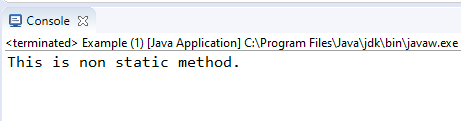 Console
<terminated> Example (1) [Java Application] C:\Program Files\Java\jdk\bin\javaw.exe
This is non static method.